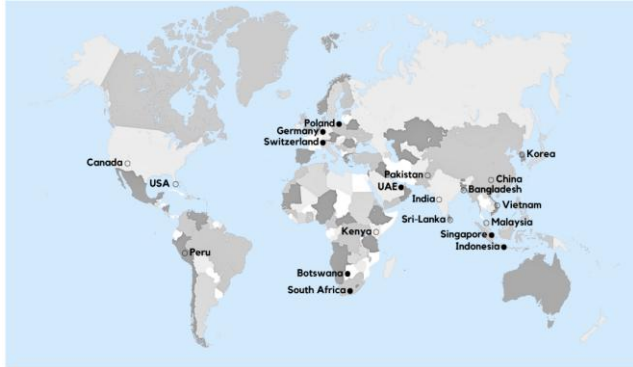 Poland
Germany
Switzerland
Korea
Canada
Pakistan
China
USA
UAE
Bangladesh
India
Vietnam
Sri-Lanka
Malaysia
Kenya
Singapore
Indonesia
Peru
Botswana
South Africa